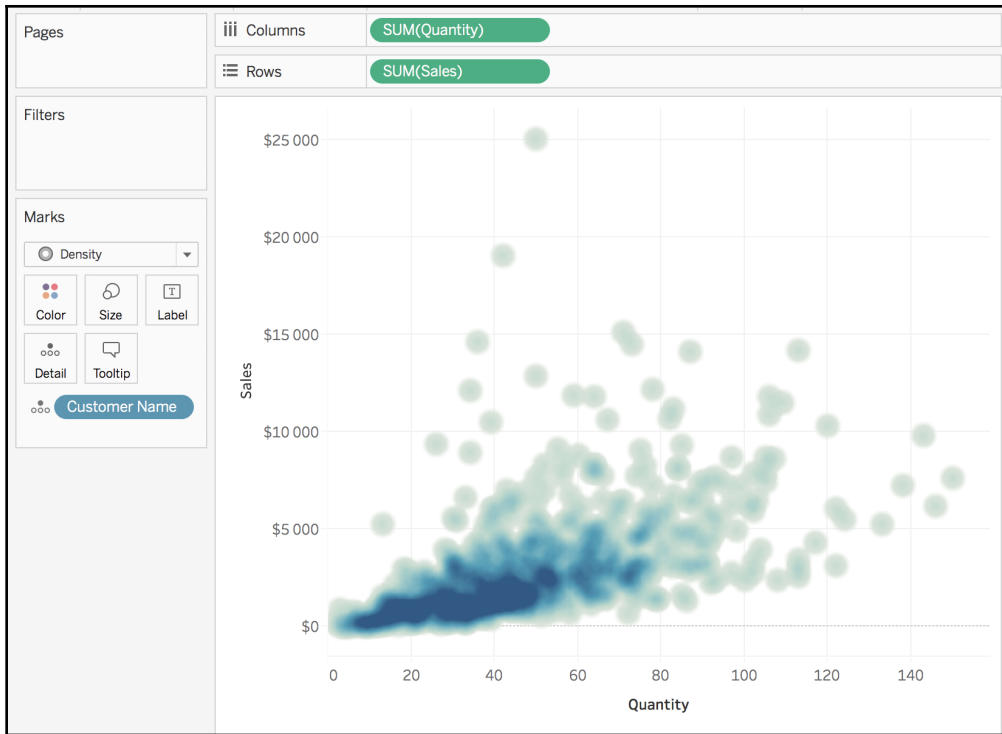 Pages
Columns
SUM(Quantity)
Rows
SUM(Sales)
Filters
Marks
Density
Color
Size
T
Label
Detail
Tooltip
Customer Name
$25 000
$20 000
$15 000
$10 000
$5 000
$0
Sales
0 20 40 60 80 100 120 140
Quantity